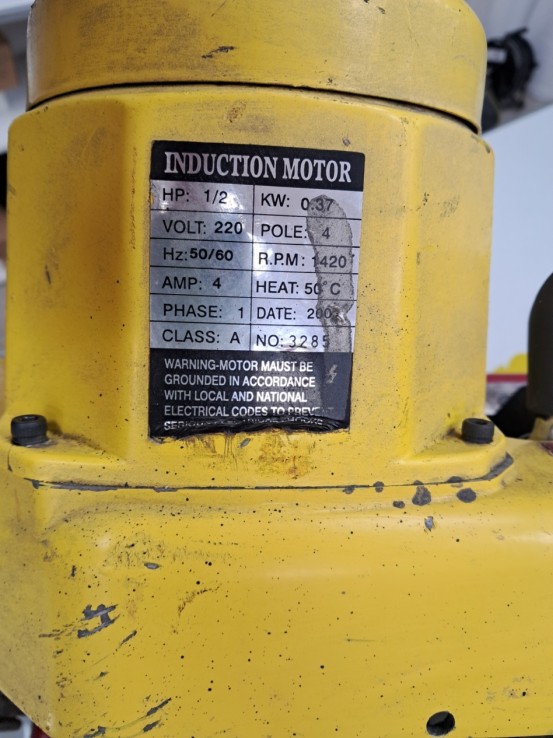 INDUCTION MOTOR
HP: 1/2 KW: 0.37
VOLT: 220 POLE: 4
Hz: 50/60 R.P.M: 1420
AMP: 4 HEAT: 50°C
PHASE: 1 DATE:
CLASS: A NO: 3285
WARNING-MOTOR MAUST BE
GROUNDED IN ACCORDANCE
WITH LOCAL AND NATIONAL
ELECTRICAL CODES TO